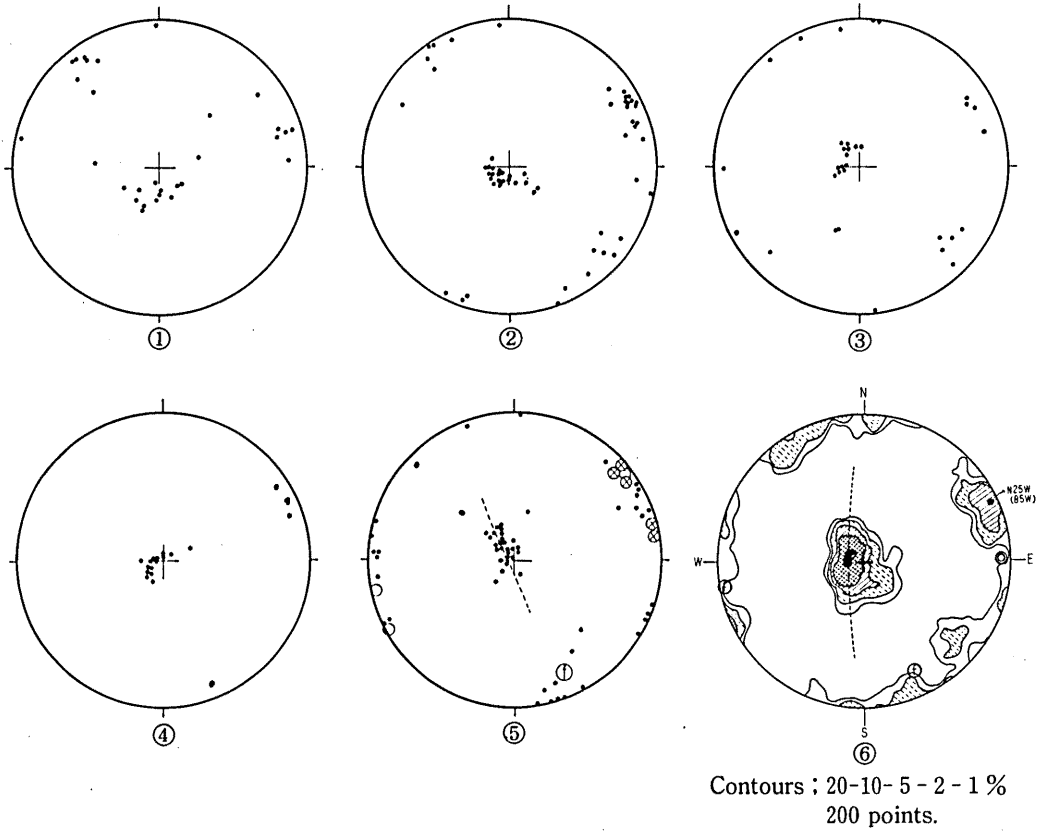 ①
②
③
④
⑤
N
N25W
(85W)
W
E
S
⑥
Contours ; 20-10- 5 - 2 - 1 %
200 points.